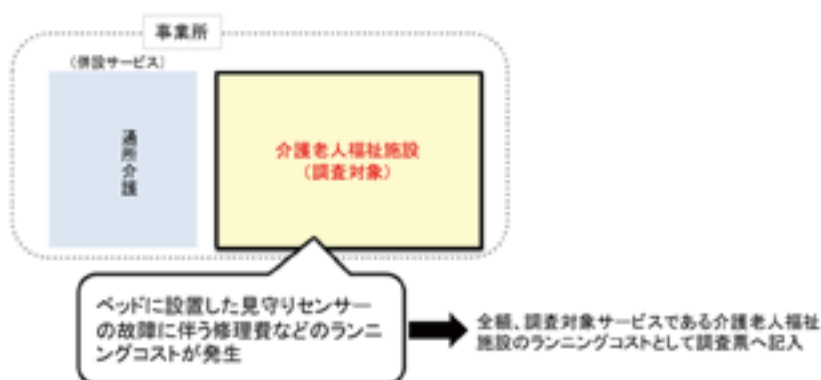 事業所
（併設サービス）
通所介護
介護老人福祉施設
（調査対象）
ベッドに設置した見守りセンサー
の故障に伴う修理費などのランニ
ングコストが発生
全額、調査対象サービスである介護老人福祉
施設のランニングコストとして調査票へ記入